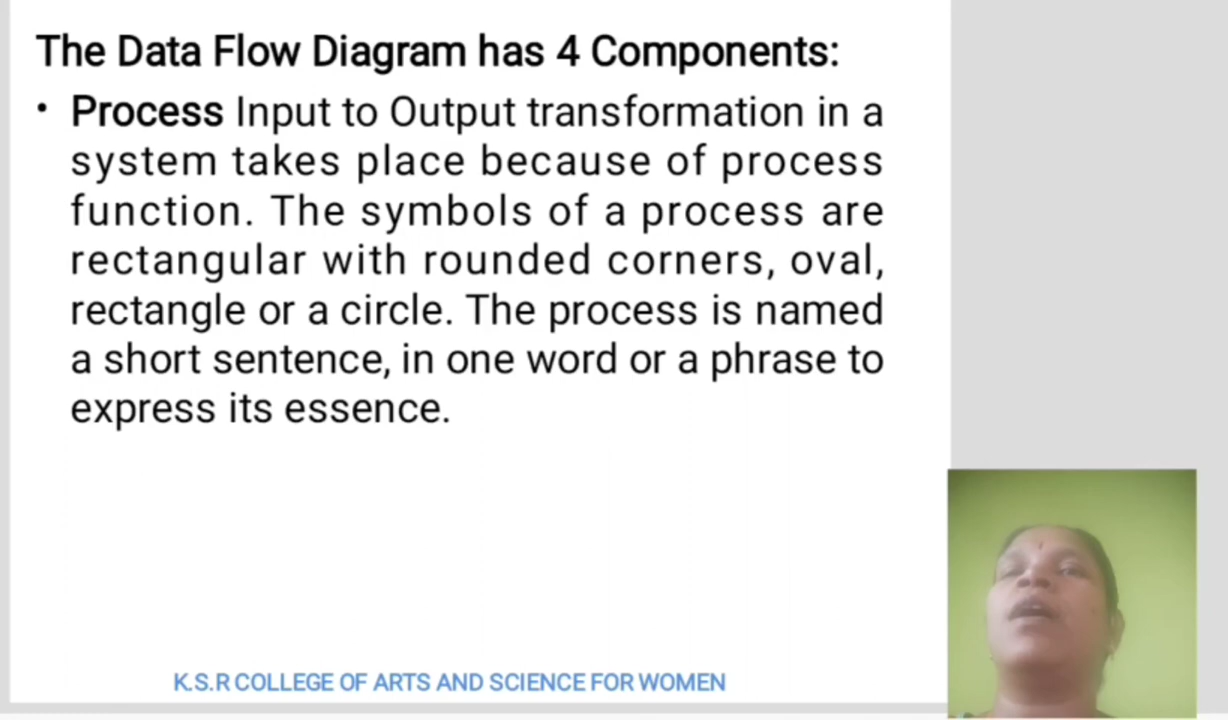 The Data Flow Diagram has 4 Components:
• Process Input to Output transformation in a
system takes place because of process
function. The symbols of a process are
rectangular with rounded corners, oval,
rectangle or a circle. The process is named
a short sentence, in one word or a phrase to
express its essence.
K.S.R COLLEGE OF ARTS AND SCIENCE FOR WOMEN